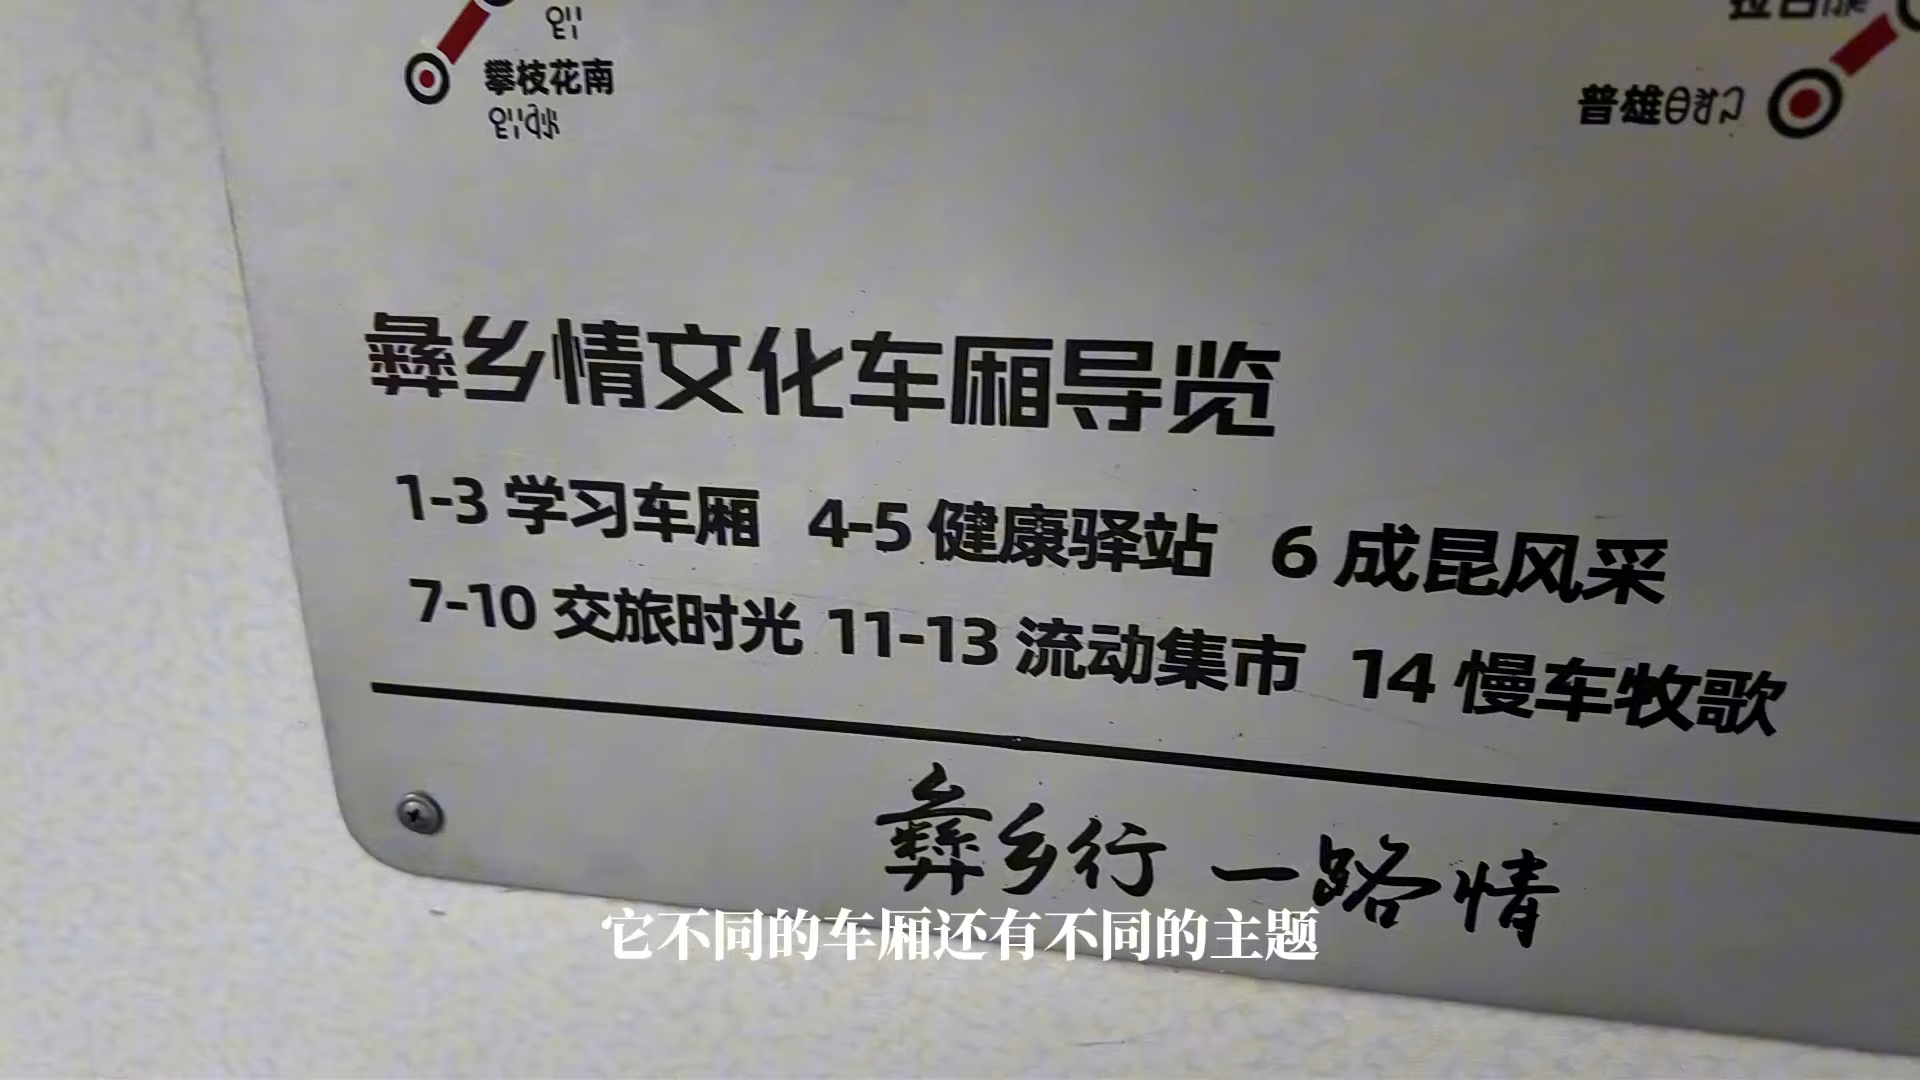 攀枝花南
普雄
彝乡情文化车厢导览
1-3 学习车厢 4-5 健康驿站 6 成昆风采
7-10 交旅时光 11-13 流动集市 14 慢车牧歌
彝乡行 一路情
它不同的车厢还有不同的主题